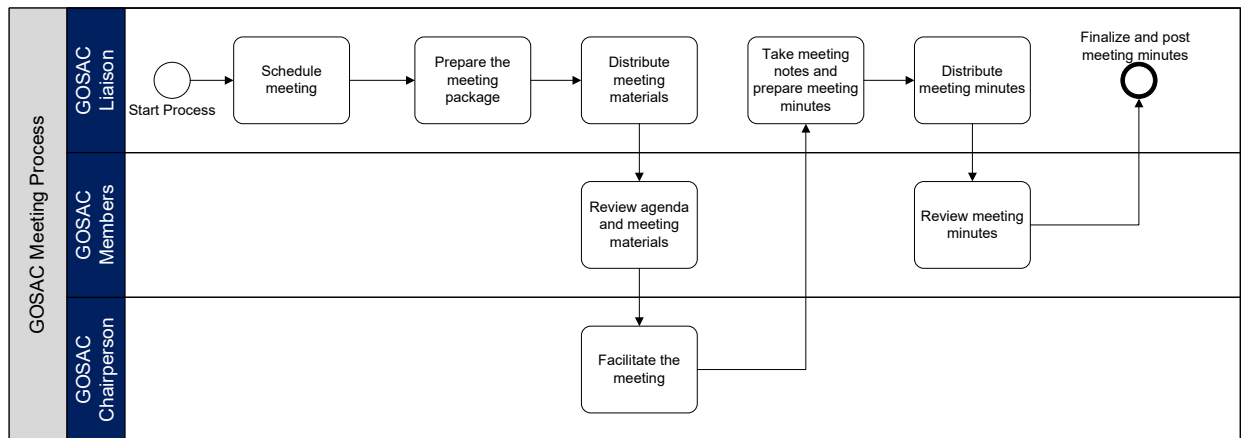 GOSAC Meeting Process
GOSAC
Liaison
Start Process
Schedule
meeting
Prepare the
meeting
package
Distribute
meeting
materials
Take meeting
notes and
prepare meeting
minutes
Distribute
meeting minutes
Finalize and post
meeting minutes
GOSAC
Members
Review agenda
and meeting
materials
Review meeting
minutes
GOSAC
Chairperson
Facilitate the
meeting